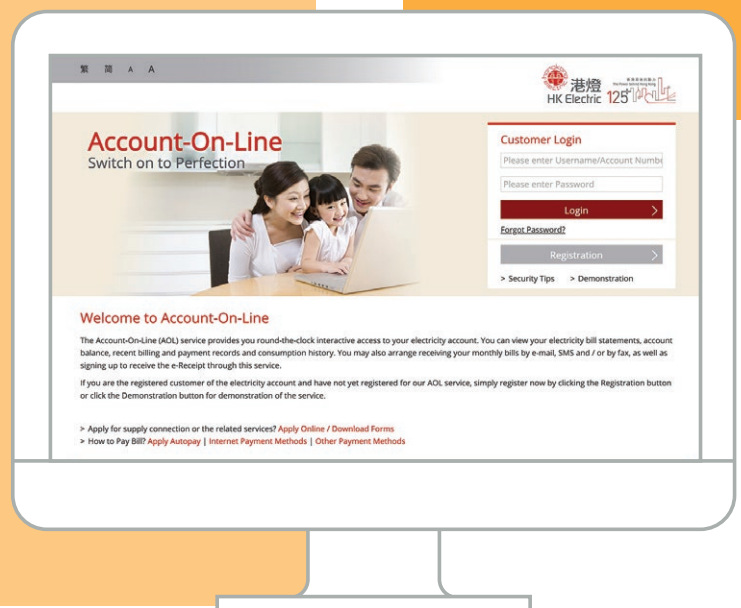 繁 简 A A
港燈
HK Electric 125
Account-On-Line
Switch on to Perfection
Customer Login
Please enter Username/Account Numbe
Please enter Password
Login >
Forgot Password?
Registration >
> Security Tips > Demonstration
Welcome to Account-On-Line
The Account-On-Line (AOL) service provides you round-the-clock interactive access to your electricity account. You can view your electricity bill statements, account
balance, recent billing and payment records and consumption history. You may also arrange receiving your monthly bills by e-mail, SMS and / or by fax, as well as
signing up to receive the e-Receipt through this service.
If you are the registered customer of the electricity account and have not yet registered for our AOL service, simply register now by clicking the Registration button
or click the Demonstration button for demonstration of the service.
> Apply for supply connection or the related services? Apply Online / Download Forms
> How to Pay Bill? Apply Autopay | Internet Payment Methods | Other Payment Methods